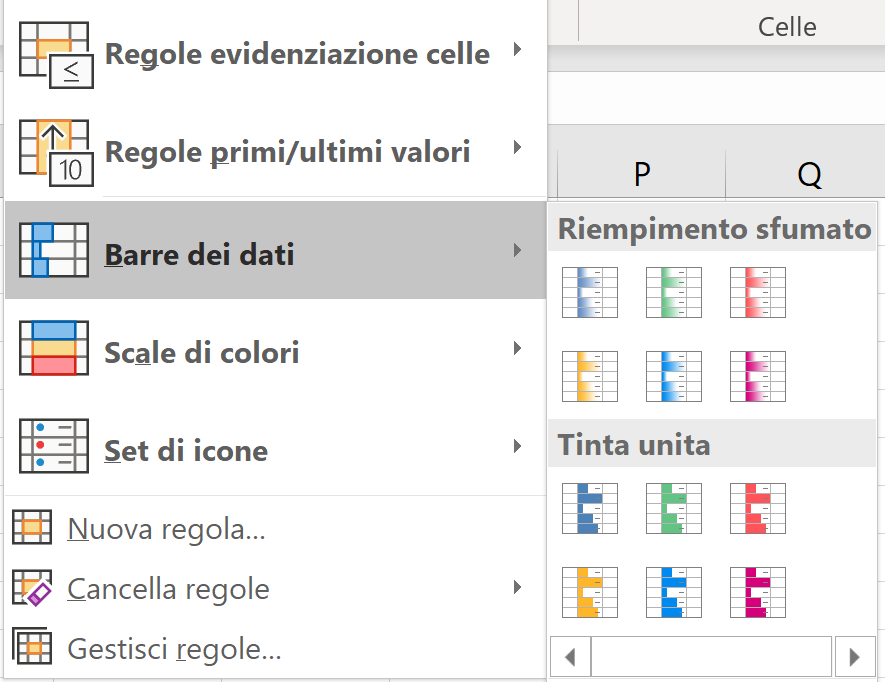 Celle
P
Q
Regole evidenziazione celle
≤
Regole primi/ultimi valori
10
Barre dei dati
Scale di colori
Set di icone
Nuova regola...
Cancella regole
Gestisci regole...
Riempimento sfumato
Tinta unita